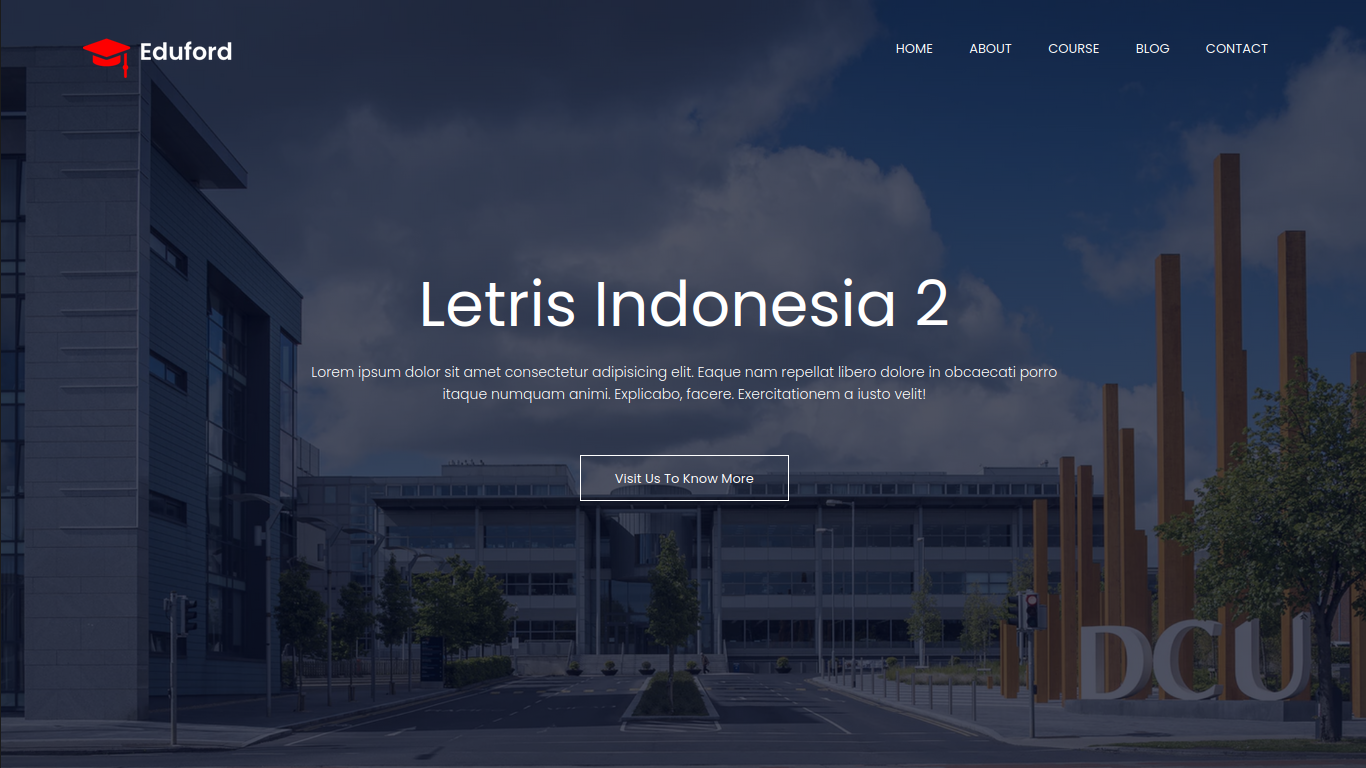 Eduford
HOME ABOUT COURSE BLOG CONTACT
Letris Indonesia 2
Lorem ipsum dolor sit amet consectetur adipisicing elit. Eaque nam repellat libero dolore in obcaecati porro
itaque numquam animi. Explicabo, facere. Exercitationem a iusto velit!
Visit Us To Know More
DCU